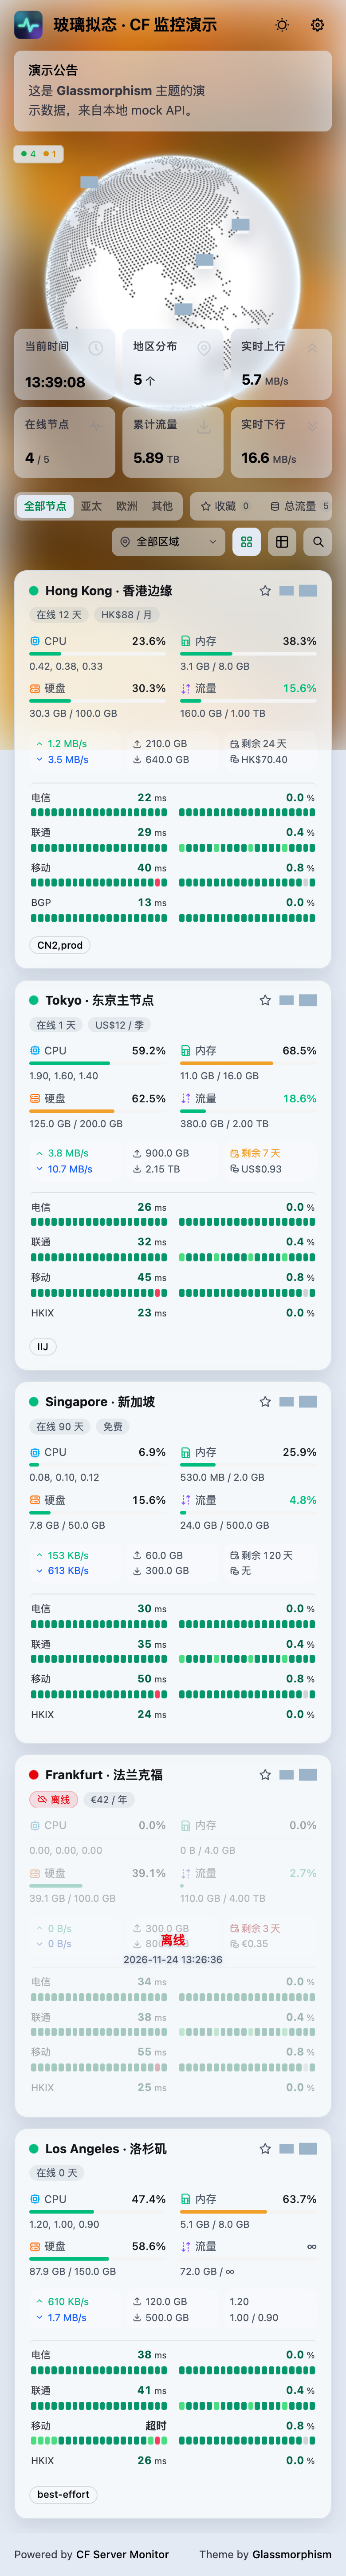 玻璃拟态 · CF 监控演示
演示公告
这是 Glassmorphism 主题的演
示数据，来自本地 mock API。
4 1
当前时间 地区分布 实时上行
13:39:08 5 个 5.7 MB/s
在线节点 累计流量 实时下行
4 / 5 5.89 TB 16.6 MB/s
全部节点 亚太 欧洲 其他 收藏 0 总流量 5
全部区域
Hong Kong · 香港边缘
在线 12 天 HK$88 / 月
CPU 23.6% 内存 38.3%
0.42, 0.38, 0.33 3.1 GB / 8.0 GB
硬盘 30.3% 流量 15.6%
30.3 GB / 100.0 GB 160.0 GB / 1.00 TB
1.2 MB/s 210.0 GB 剩余 24 天
3.5 MB/s 640.0 GB HK$70.40
电信 22 ms 0.0 %
联通 29 ms 0.4 %
移动 40 ms 0.8 %
BGP 13 ms 0.0 %
CN2,prod
Tokyo · 东京主节点
在线 1 天 US$12 / 季
CPU 59.2% 内存 68.5%
1.90, 1.60, 1.40 11.0 GB / 16.0 GB
硬盘 62.5% 流量 18.6%
125.0 GB / 200.0 GB 380.0 GB / 2.00 TB
3.8 MB/s 900.0 GB 剩余 7 天
10.7 MB/s 2.15 TB US$0.93
电信 26 ms 0.0 %
联通 32 ms 0.4 %
移动 45 ms 0.8 %
HKIX 23 ms 0.0 %
IIJ
Singapore · 新加坡
在线 90 天 免费
CPU 6.9% 内存 25.9%
0.08, 0.10, 0.12 530.0 MB / 2.0 GB
硬盘 15.6% 流量 4.8%
7.8 GB / 50.0 GB 24.0 GB / 500.0 GB
153 KB/s 60.0 GB 剩余 120 天
613 KB/s 300.0 GB 无
电信 30 ms 0.0 %
联通 35 ms 0.4 %
移动 50 ms 0.8 %
HKIX 24 ms 0.0 %
Frankfurt · 法兰克福
离线 €42 / 年
CPU 0.0% 内存 0.0%
0.00, 0.00, 0.00 0 B / 4.0 GB
硬盘 39.1% 流量 2.7%
39.1 GB / 100.0 GB 110.0 GB / 4.00 TB
0 B/s 300.0 GB 剩余 3 天
离线
0 B/s €0.35
2026-11-24 13:26:36
电信 34 ms 0.0 %
联通 38 ms 0.4 %
移动 55 ms 0.8 %
HKIX 25 ms 0.0 %
Los Angeles · 洛杉矶
在线 0 天
CPU 47.4% 内存 63.7%
1.20, 1.00, 0.90 5.1 GB / 8.0 GB
硬盘 58.6% 流量 ∞
87.9 GB / 150.0 GB 72.0 GB / ∞
610 KB/s 120.0 GB 1.20
1.7 MB/s 500.0 GB 1.00 / 0.90
电信 38 ms 0.0 %
联通 41 ms 0.4 %
移动 超时 0.8 %
HKIX 26 ms 0.0 %
best-effort
Powered by CF Server Monitor Theme by Glassmorphism